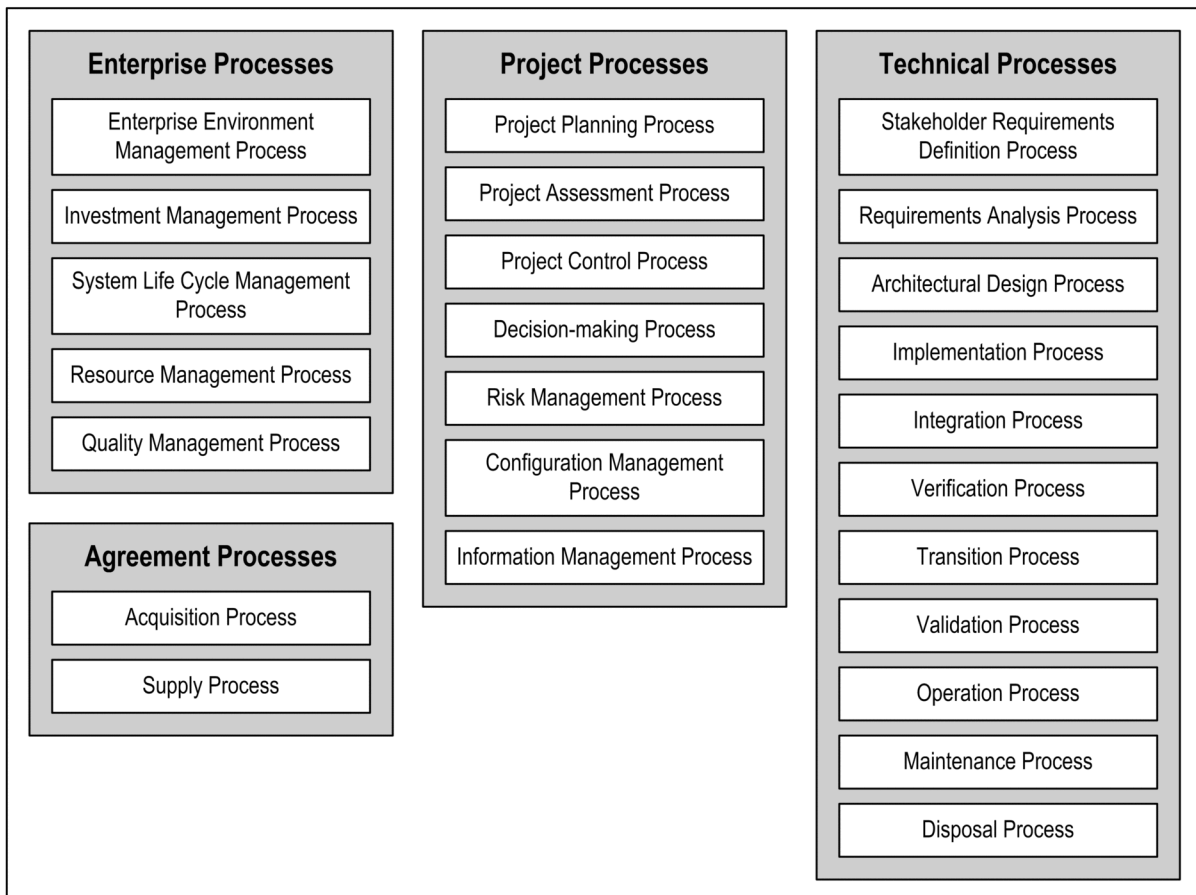 Enterprise Processes
Enterprise Environment
Management Process
Investment Management Process
System Life Cycle Management
Process
Resource Management Process
Quality Management Process
Agreement Processes
Acquisition Process
Supply Process
Project Processes
Project Planning Process
Project Assessment Process
Project Control Process
Decision-making Process
Risk Management Process
Configuration Management
Process
Information Management Process
Technical Processes
Stakeholder Requirements
Definition Process
Requirements Analysis Process
Architectural Design Process
Implementation Process
Integration Process
Verification Process
Transition Process
Validation Process
Operation Process
Maintenance Process
Disposal Process